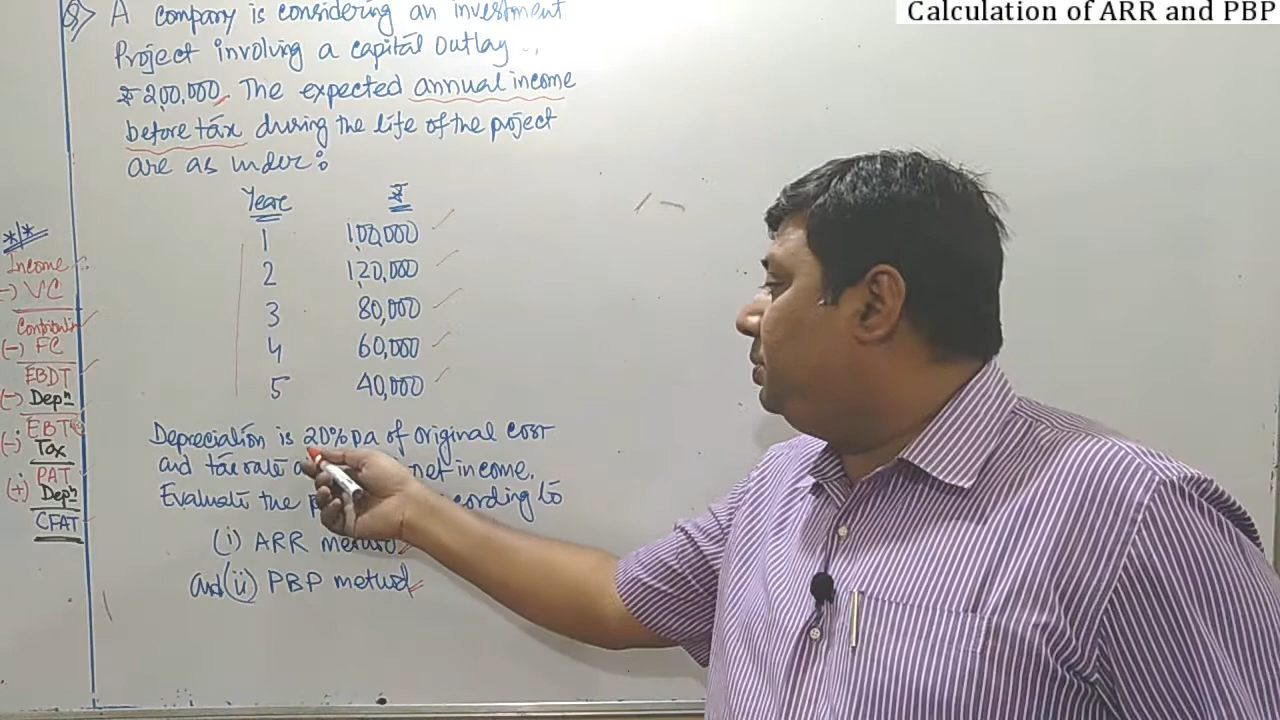 Calculation of ARR and PBP
Q> A company is considering an investment
Project involving a capital outlay
₹ 200,000. The expected annual income
before tax during the life of the project
are as under:
Year ₹
1 100,000
2 120,000
3 80,000
4 60,000
5 40,000
Depreciation is 20% pa of original cost
and tax rate net income.
Evaluate the according to
(i) ARR method
and (ii) PBP method
*/*
Income
(-) VC
Contribution
(-) FC
EBDT
(-) Depn
EBT
(-) Tax
PAT
(+) Depn
CFAT